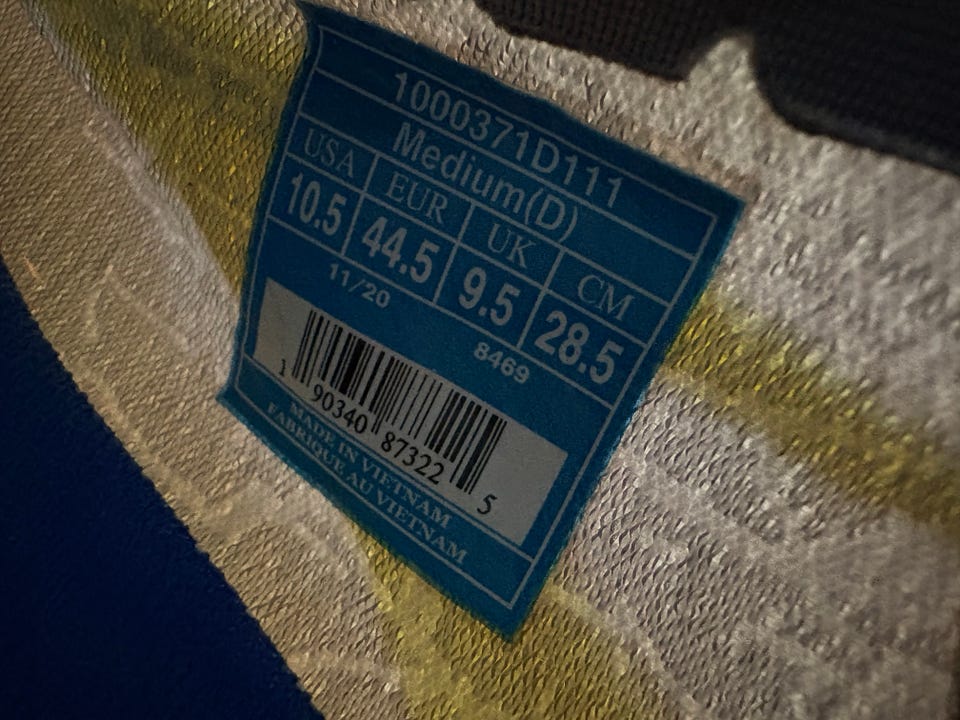 1000371D111
Medium(D)
USA EUR UK CM
10.5 44.5 9.5 28.5
11/20 8469
1 90340 87322 5
MADE IN VIETNAM
FABRIQUE AU VIETNAM